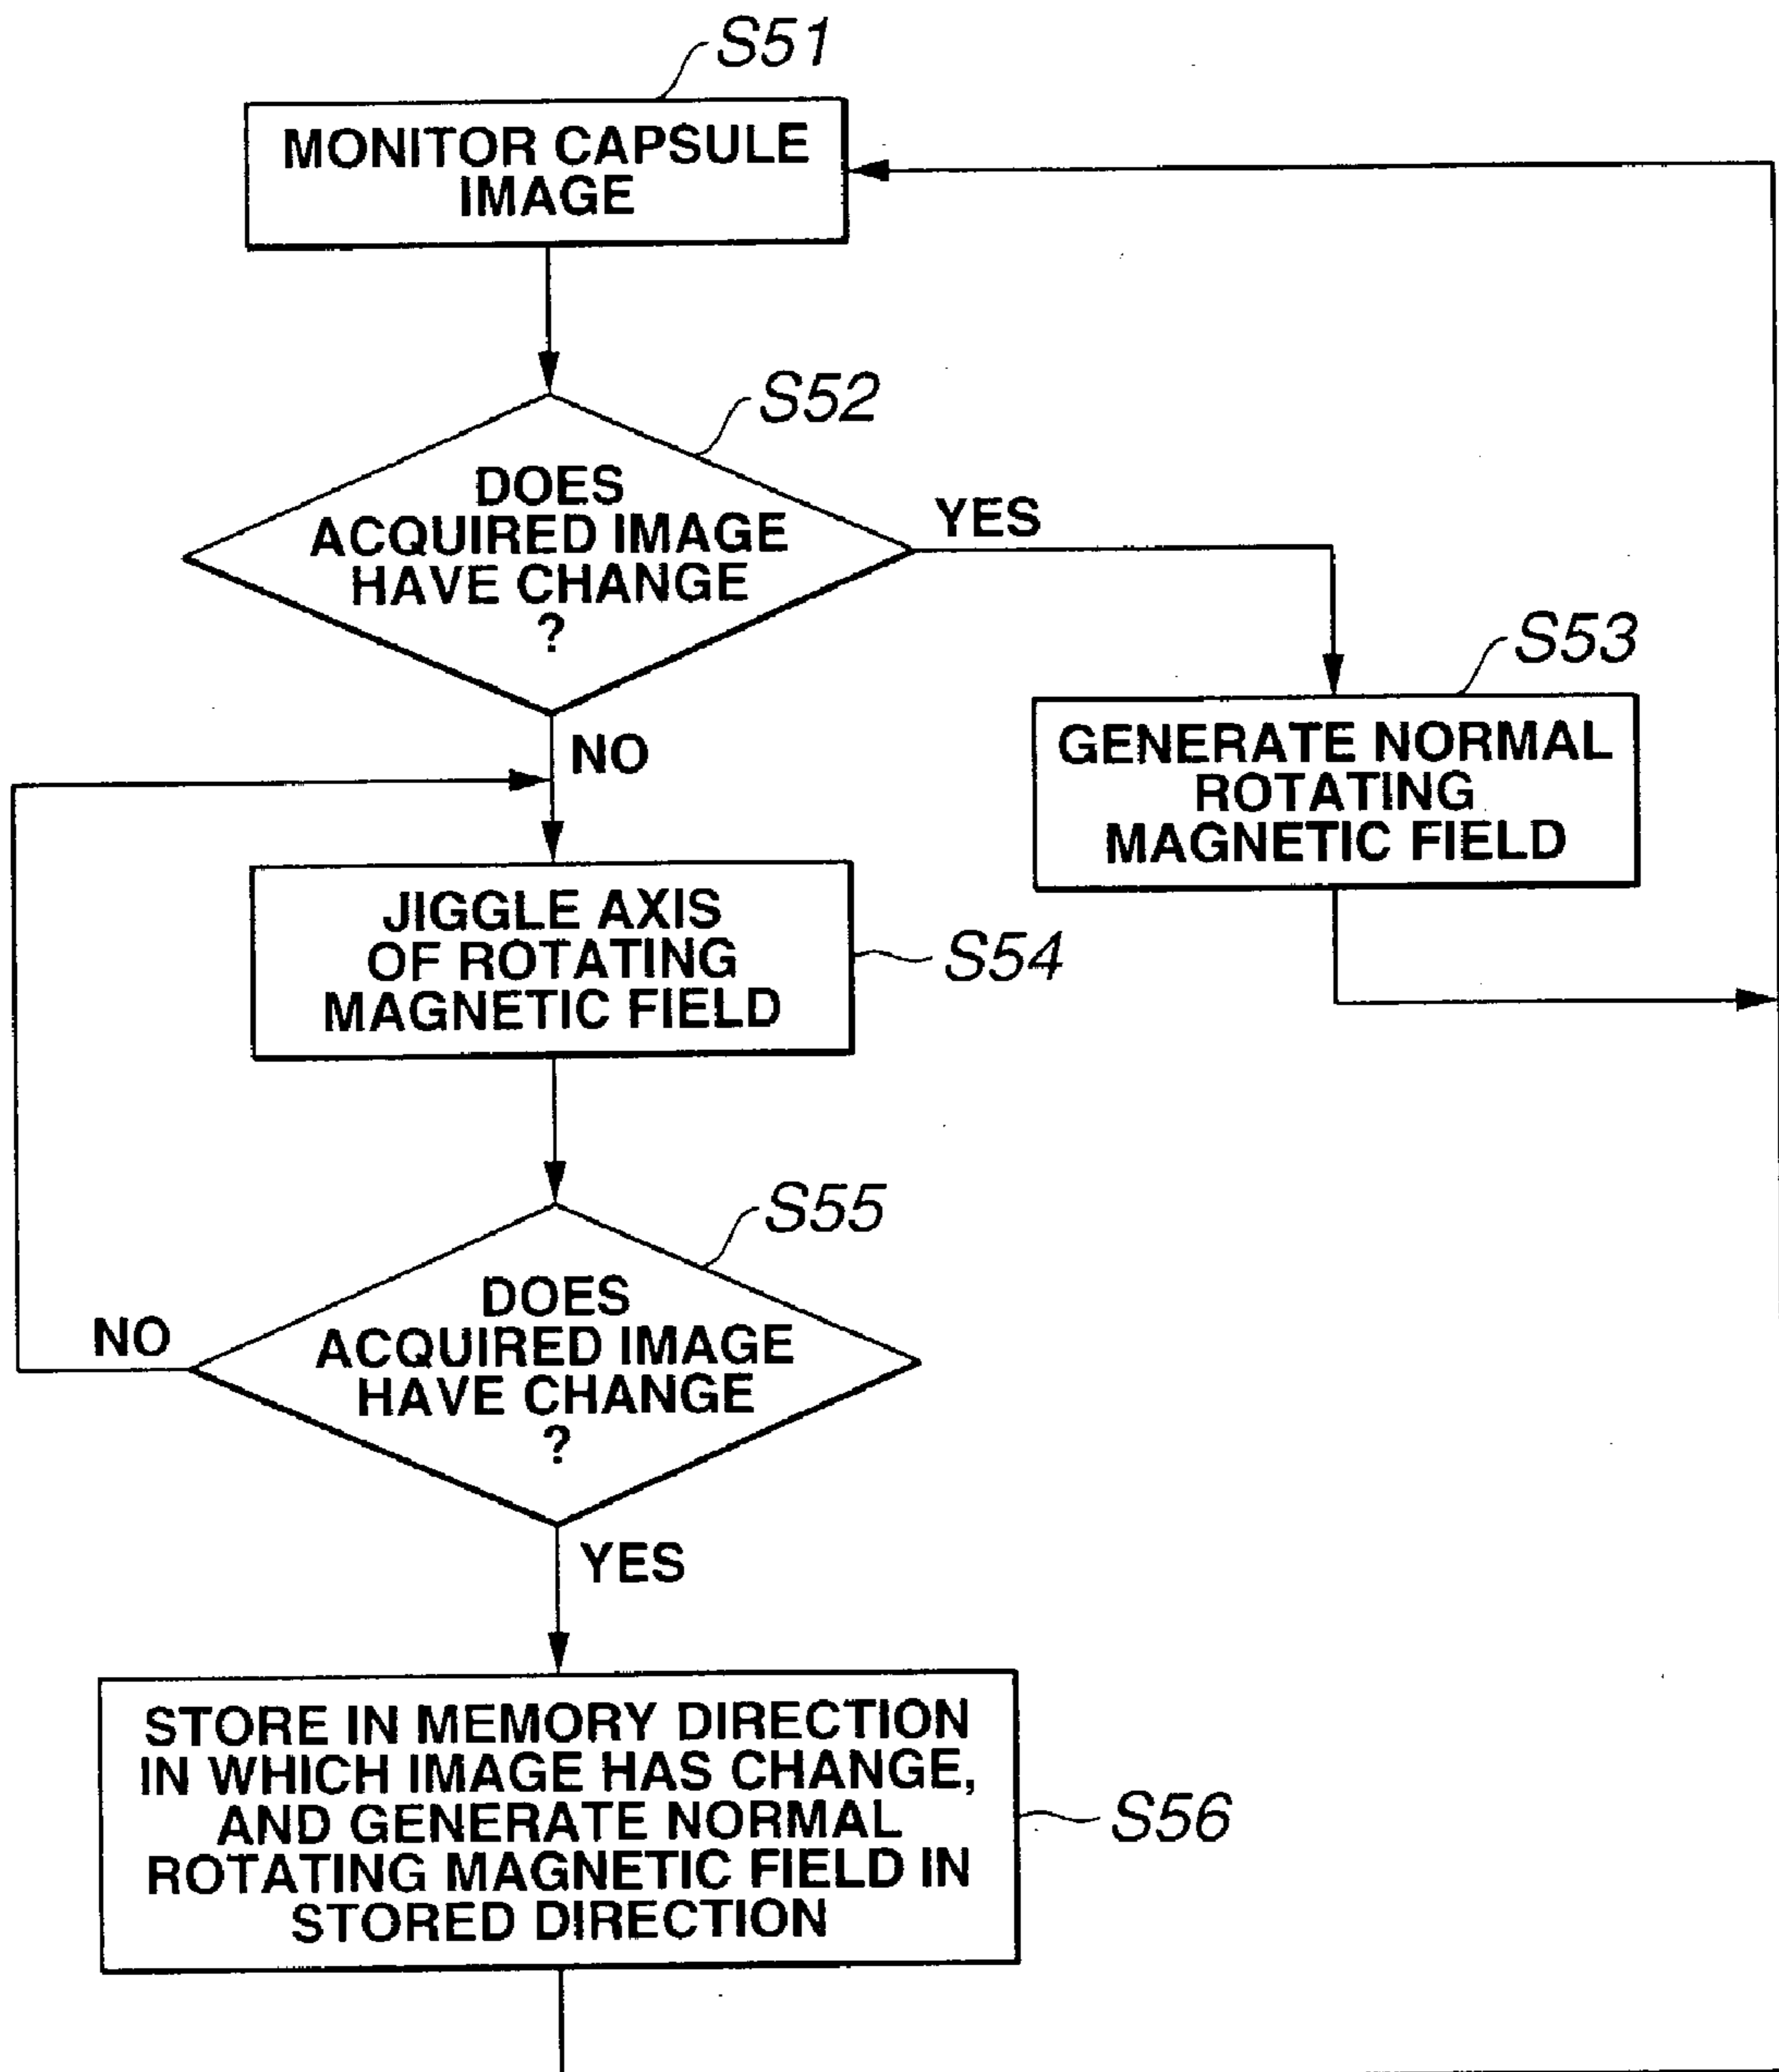 S51
MONITOR CAPSULE
IMAGE
S52
DOES
ACQUIRED IMAGE
HAVE CHANGE
?
YES
S53
GENERATE NORMAL
ROTATING
MAGNETIC FIELD
NO
JIGGLE AXIS
OF ROTATING
MAGNETIC FIELD
S54
S55
DOES
ACQUIRED IMAGE
HAVE CHANGE
?
NO
YES
STORE IN MEMORY DIRECTION
IN WHICH IMAGE HAS CHANGE,
AND GENERATE NORMAL
ROTATING MAGNETIC FIELD IN
STORED DIRECTION
S56